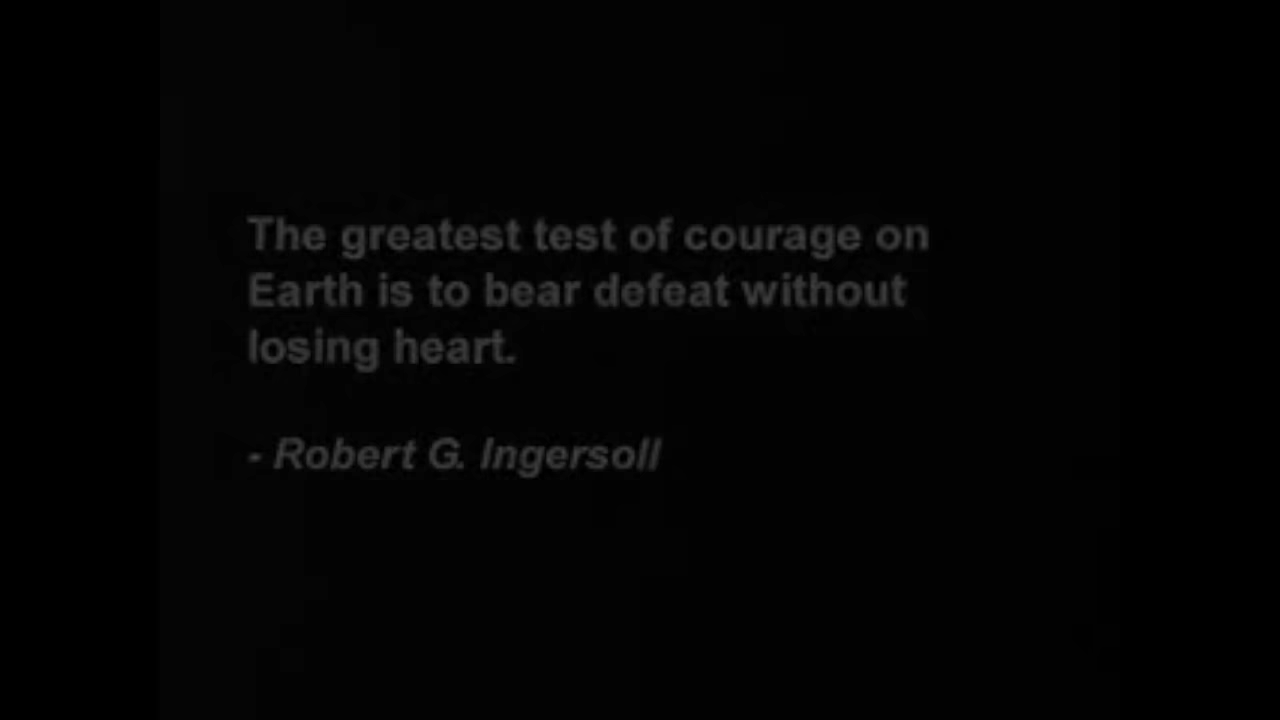 The greatest test of courage on
Earth is to bear defeat without
losing heart.
- Robert G. Ingersoll